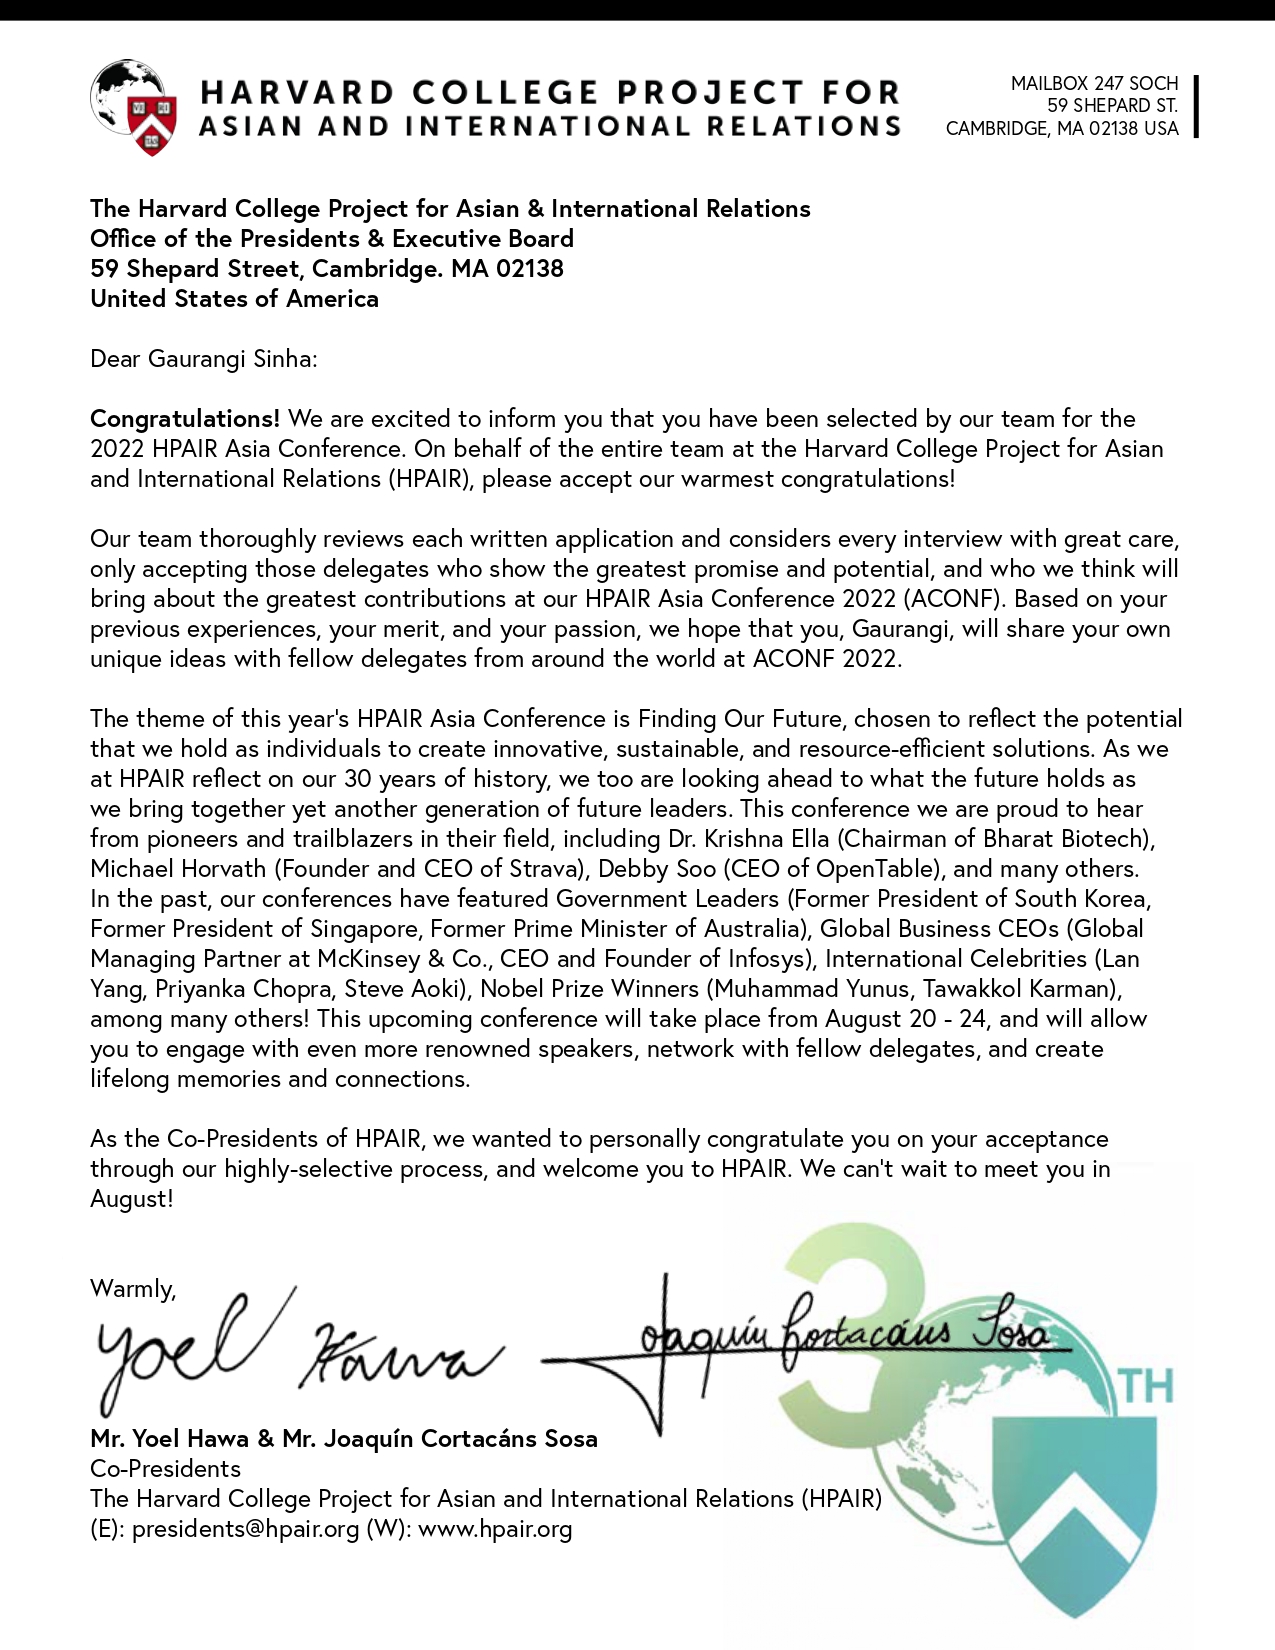 HARVARD COLLEGE PROJECT FOR
ASIAN AND INTERNATIONAL RELATIONS
MAILBOX 247 SOCH
59 SHEPARD ST.
CAMBRIDGE, MA 02138 USA
VE RI
TAS
The Harvard College Project for Asian & International Relations
Office of the Presidents & Executive Board
59 Shepard Street, Cambridge. MA 02138
United States of America
Dear Gaurangi Sinha:
Congratulations! We are excited to inform you that you have been selected by our team for the
2022 HPAIR Asia Conference. On behalf of the entire team at the Harvard College Project for Asian
and International Relations (HPAIR), please accept our warmest congratulations!
Our team thoroughly reviews each written application and considers every interview with great care,
only accepting those delegates who show the greatest promise and potential, and who we think will
bring about the greatest contributions at our HPAIR Asia Conference 2022 (ACONF). Based on your
previous experiences, your merit, and your passion, we hope that you, Gaurangi, will share your own
unique ideas with fellow delegates from around the world at ACONF 2022.
The theme of this year's HPAIR Asia Conference is Finding Our Future, chosen to reflect the potential
that we hold as individuals to create innovative, sustainable, and resource-efficient solutions. As we
at HPAIR reflect on our 30 years of history, we too are looking ahead to what the future holds as
we bring together yet another generation of future leaders. This conference we are proud to hear
from pioneers and trailblazers in their field, including Dr. Krishna Ella (Chairman of Bharat Biotech),
Michael Horvath (Founder and CEO of Strava), Debby Soo (CEO of OpenTable), and many others.
In the past, our conferences have featured Government Leaders (Former President of South Korea,
Former President of Singapore, Former Prime Minister of Australia), Global Business CEOs (Global
Managing Partner at McKinsey & Co., CEO and Founder of Infosys), International Celebrities (Lan
Yang, Priyanka Chopra, Steve Aoki), Nobel Prize Winners (Muhammad Yunus, Tawakkol Karman),
among many others! This upcoming conference will take place from August 20 - 24, and will allow
you to engage with even more renowned speakers, network with fellow delegates, and create
lifelong memories and connections.
As the Co-Presidents of HPAIR, we wanted to personally congratulate you on your acceptance
through our highly-selective process, and welcome you to HPAIR. We can't wait to meet you in
August!
Warmly,
Yoel Hawa Joaquín Cortacáns Sosa
30TH
Mr. Yoel Hawa & Mr. Joaquín Cortacáns Sosa
Co-Presidents
The Harvard College Project for Asian and International Relations (HPAIR)
(E): presidents@hpair.org (W): www.hpair.org